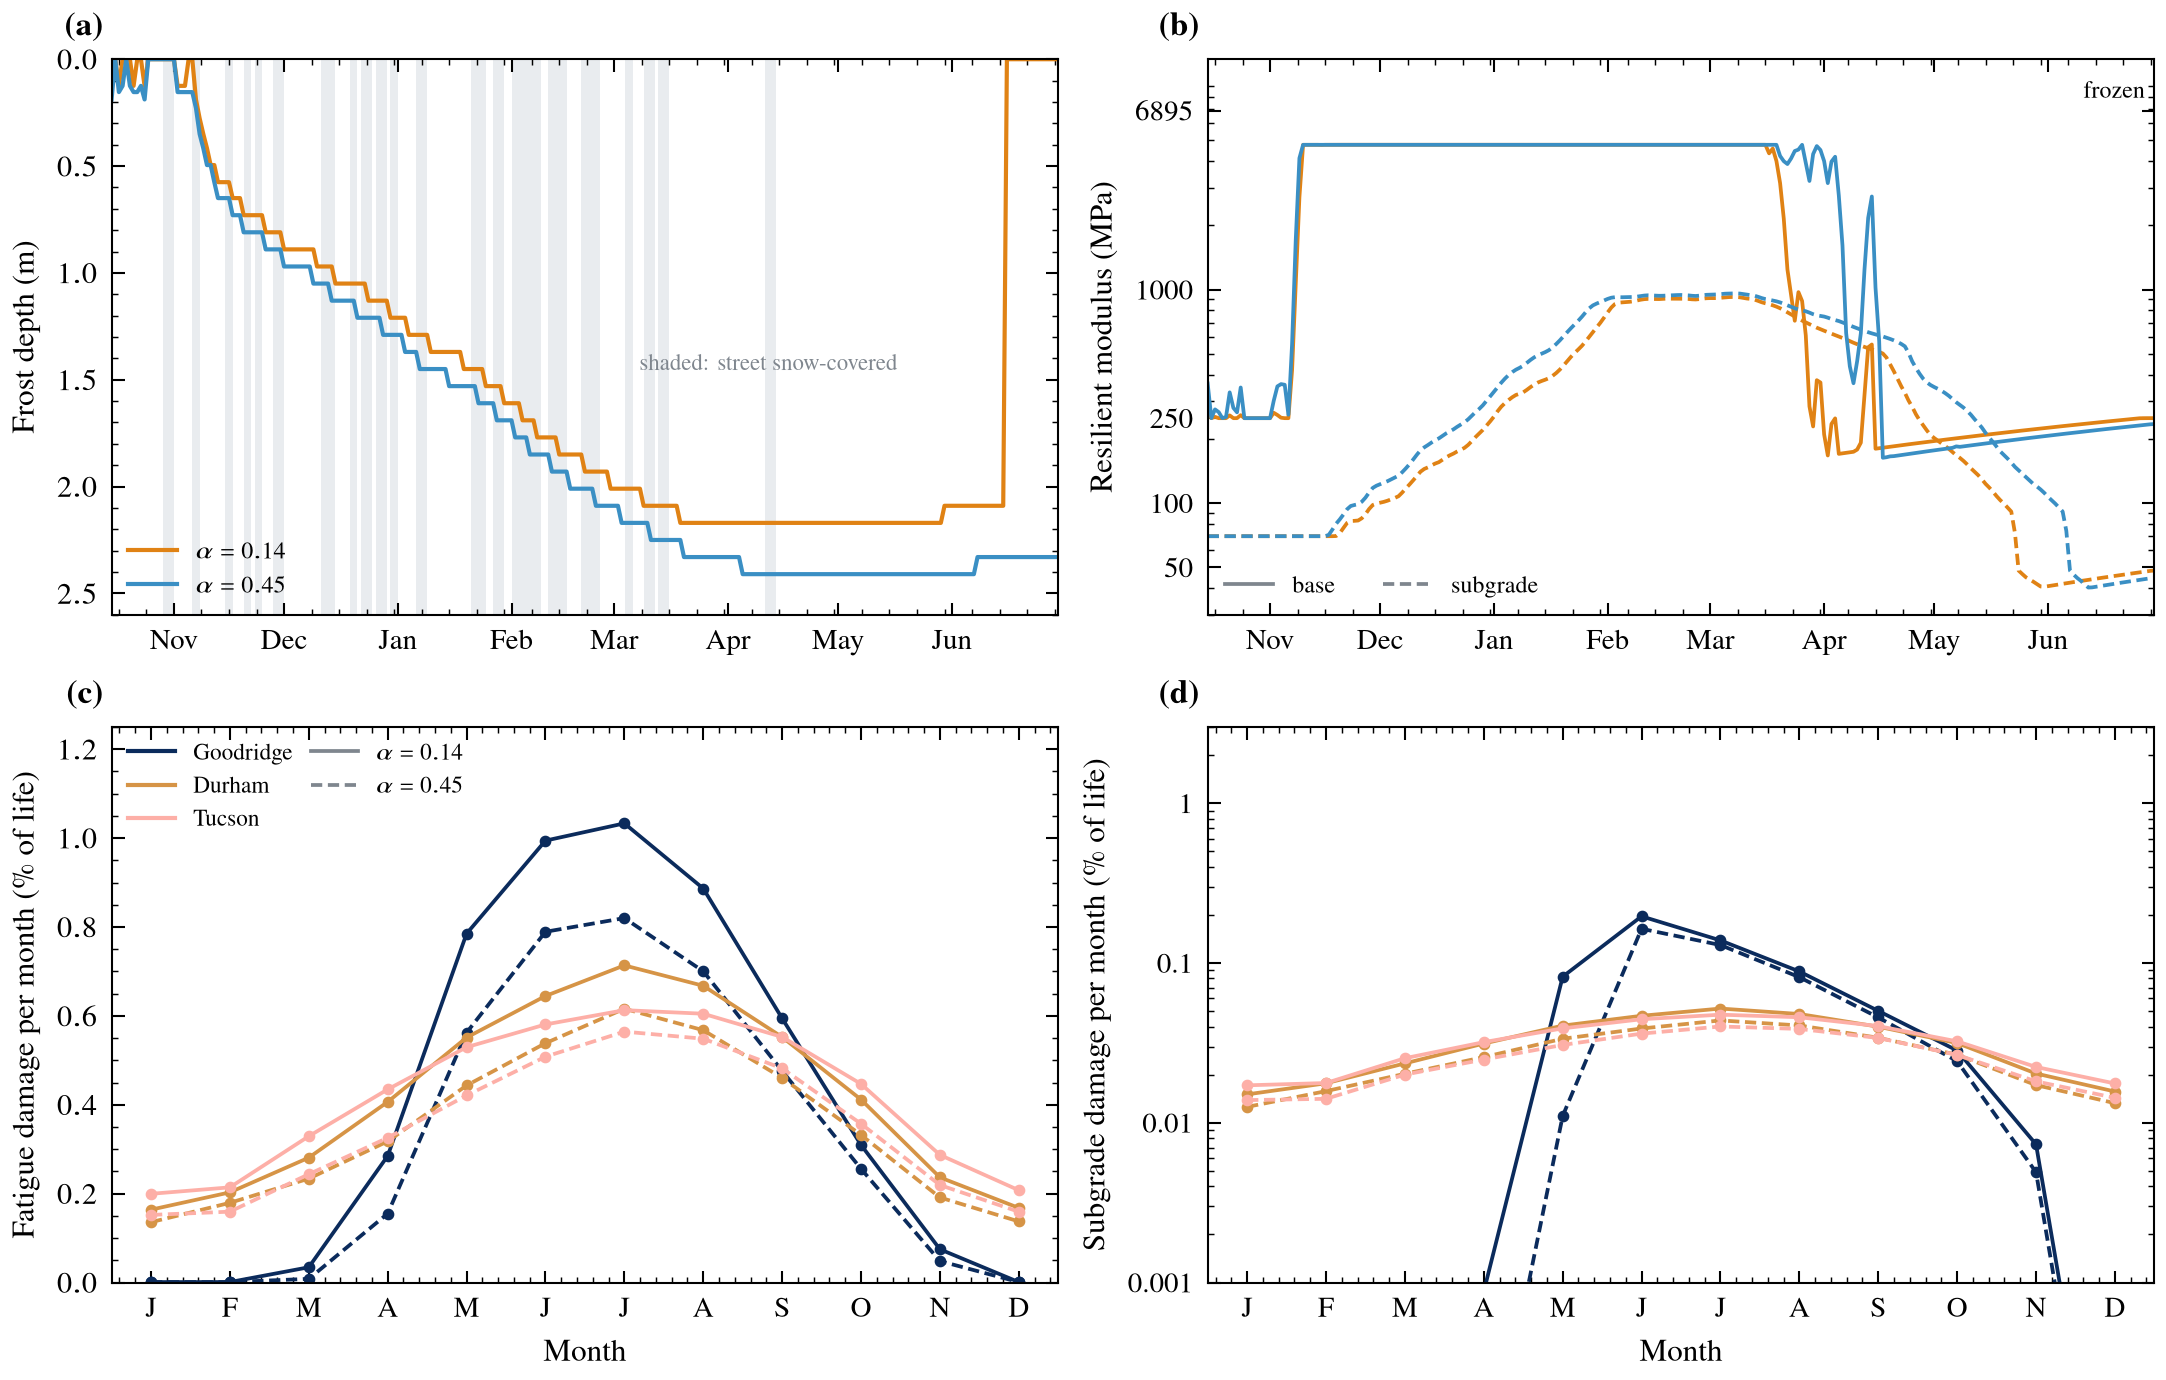 (a)
Frost depth (m)
0.0
0.5
1.0
1.5
2.0
2.5
shaded: street snow-covered
α = 0.14
α = 0.45
Nov Dec Jan Feb Mar Apr May Jun
(b)
Resilient modulus (MPa)
6895
1000
250
100
50
frozen
base subgrade
Nov Dec Jan Feb Mar Apr May Jun
(c)
Fatigue damage per month (% of life)
1.2
1.0
0.8
0.6
0.4
0.2
0.0
Goodridge α = 0.14
Durham α = 0.45
Tucson
J F M A M J J A S O N D
Month
(d)
Subgrade damage per month (% of life)
1
0.1
0.01
0.001
J F M A M J J A S O N D
Month